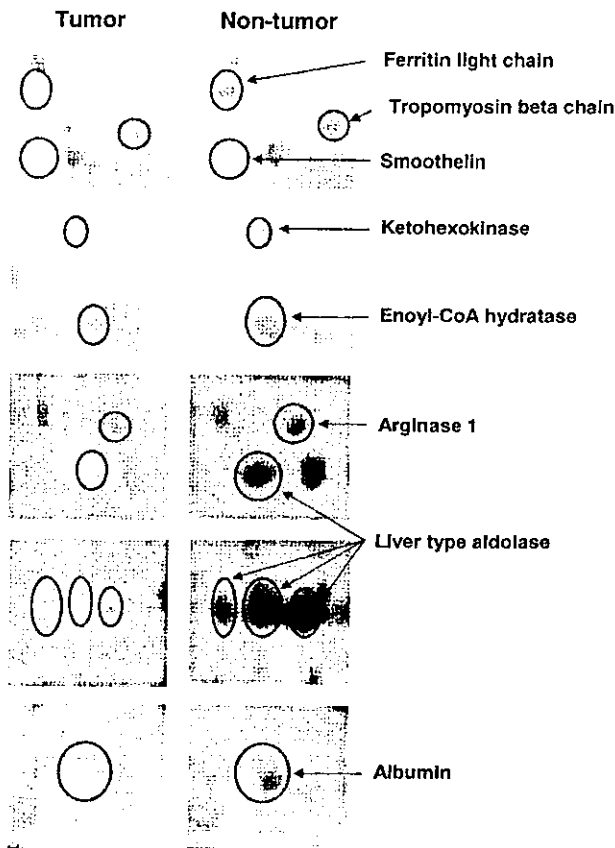 Tumor Non-tumor
Ferritin light chain
Tropomyosin beta chain
Smoothelin
Ketohexokinase
Enoyl-CoA hydratase
Arginase 1
Liver type aldolase
Albumin